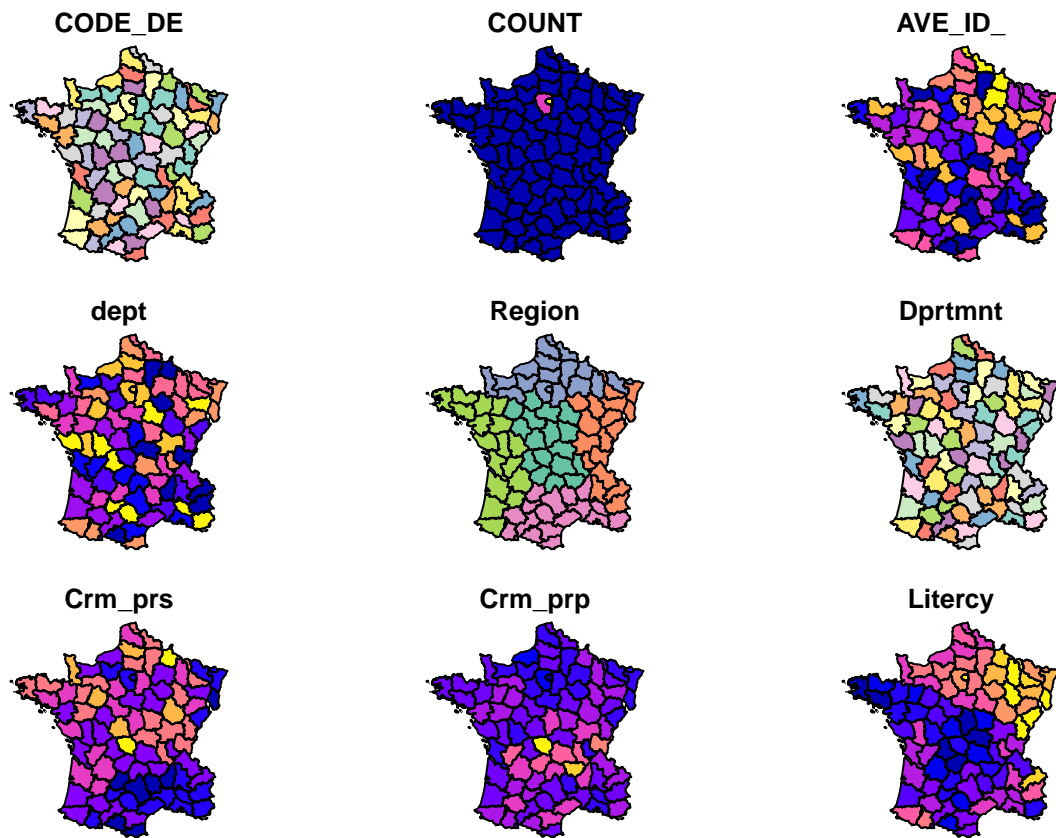 CODE_DE
COUNT
AVE_ID_
dept
Region
Dprtmnt
Crm_prs
Crm_prp
Litercy